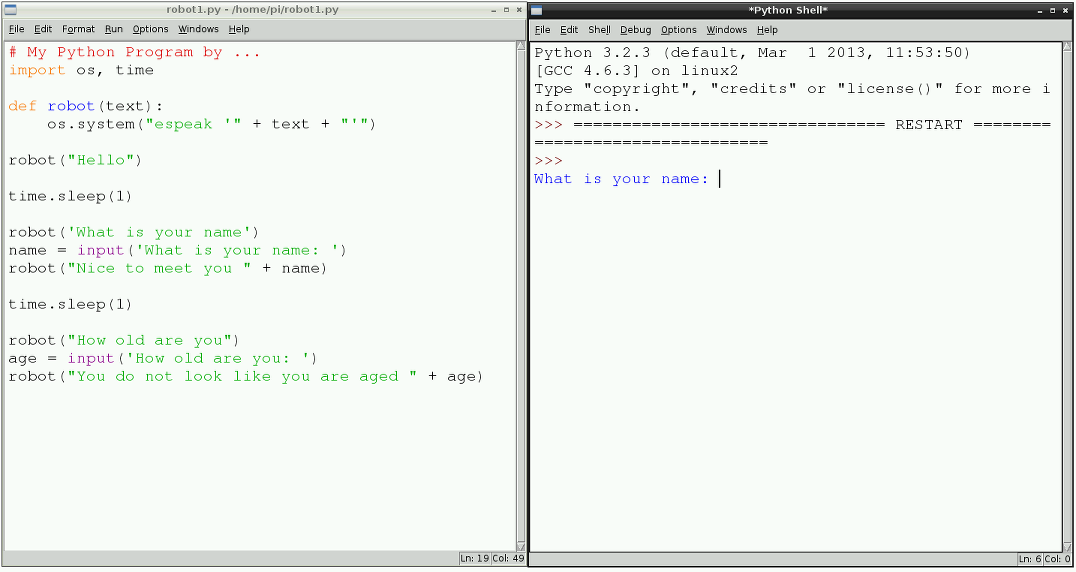 robot1.py - /home/pi/robot1.py
File Edit Format Run Options Windows Help
# My Python Program by ...
import os, time
def robot(text):
    os.system("espeak '" + text + "'")
robot("Hello")
time.sleep(1)
robot('What is your name')
name = input('What is your name: ')
robot("Nice to meet you " + name)
time.sleep(1)
robot("How old are you")
age = input('How old are you: ')
robot("You do not look like you are aged " + age)
Ln: 19 Col: 49
*Python Shell*
File Edit Shell Debug Options Windows Help
Python 3.2.3 (default, Mar  1 2013, 11:53:50)
[GCC 4.6.3] on linux2
Type "copyright", "credits" or "license()" for more i
nformation.
>>> ================================ RESTART ========
========================
>>>
What is your name:
Ln: 6 Col: 0